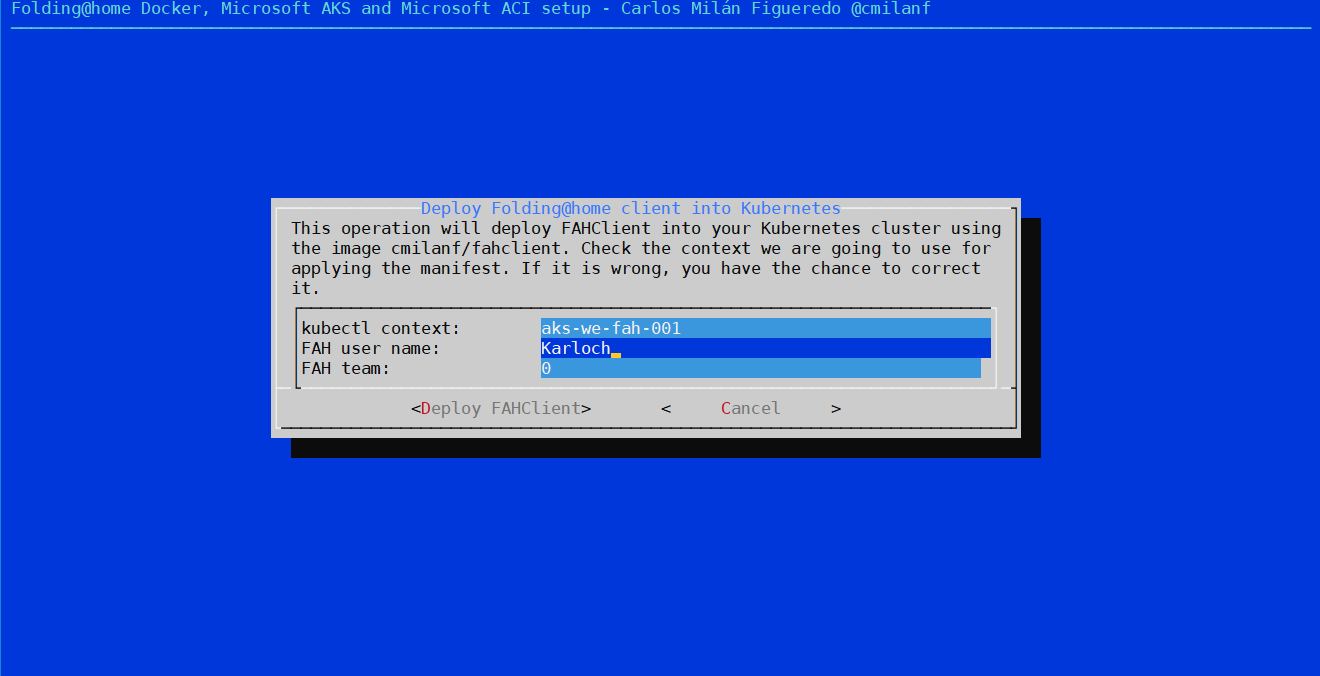 Folding@home Docker, Microsoft AKS and Microsoft ACI setup - Carlos Milán Figueredo @cmilanf
Deploy Folding@home client into Kubernetes
This operation will deploy FAHClient into your Kubernetes cluster using
the image cmilanf/fahclient. Check the context we are going to use for
applying the manifest. If it is wrong, you have the chance to correct
it.
kubectl context: aks-we-fah-001
FAH user name: Karloch
FAH team: 0
<Deploy FAHClient> < Cancel >